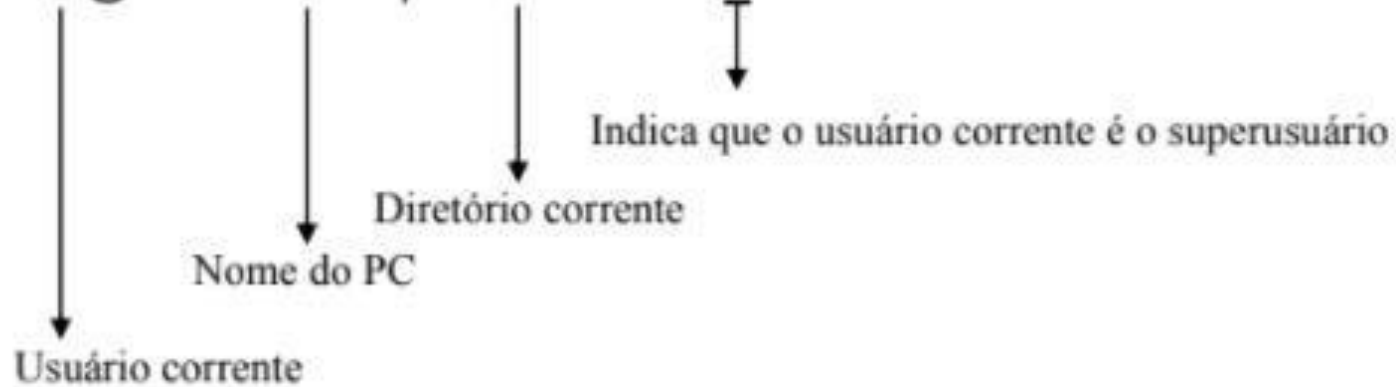 Indica que o usuário corrente é o superusuário
Diretório corrente
Nome do PC
Usuário corrente